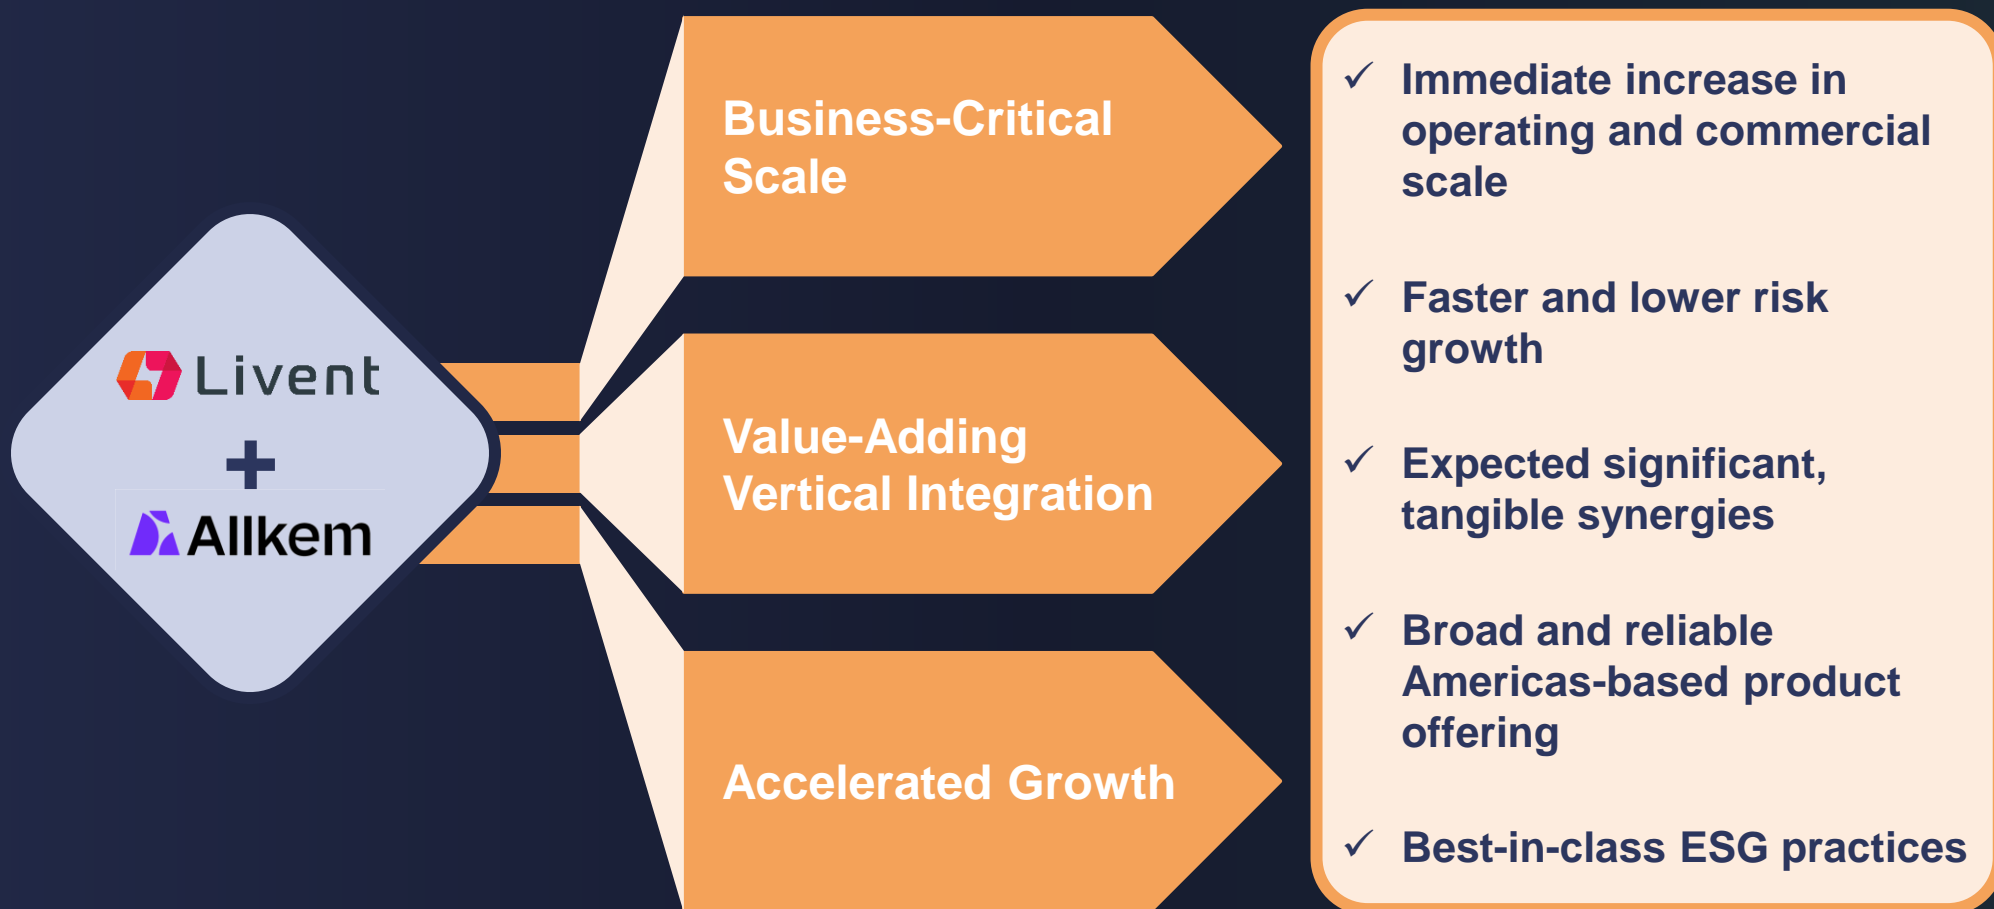 Livent
+
Allkem
Business-Critical
Scale
Value-Adding
Vertical Integration
Accelerated Growth
✓ Immediate increase in
operating and commercial
scale
✓ Faster and lower risk
growth
✓ Expected significant,
tangible synergies
✓ Broad and reliable
Americas-based product
offering
✓ Best-in-class ESG practices